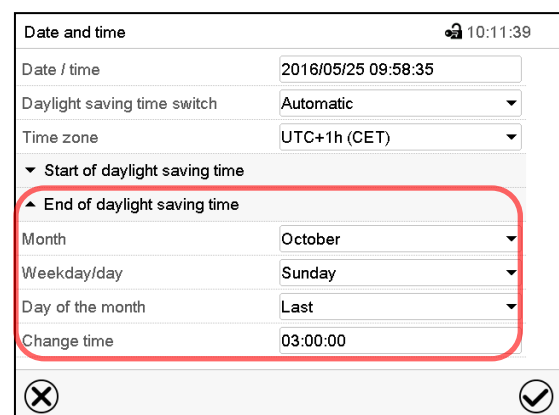 Date and time 10:11:39
Date / time 2016/05/25 09:58:35
Daylight saving time switch Automatic
Time zone UTC+1h (CET)
Start of daylight saving time
End of daylight saving time
Month October
Weekday/day Sunday
Day of the month Last
Change time 03:00:00